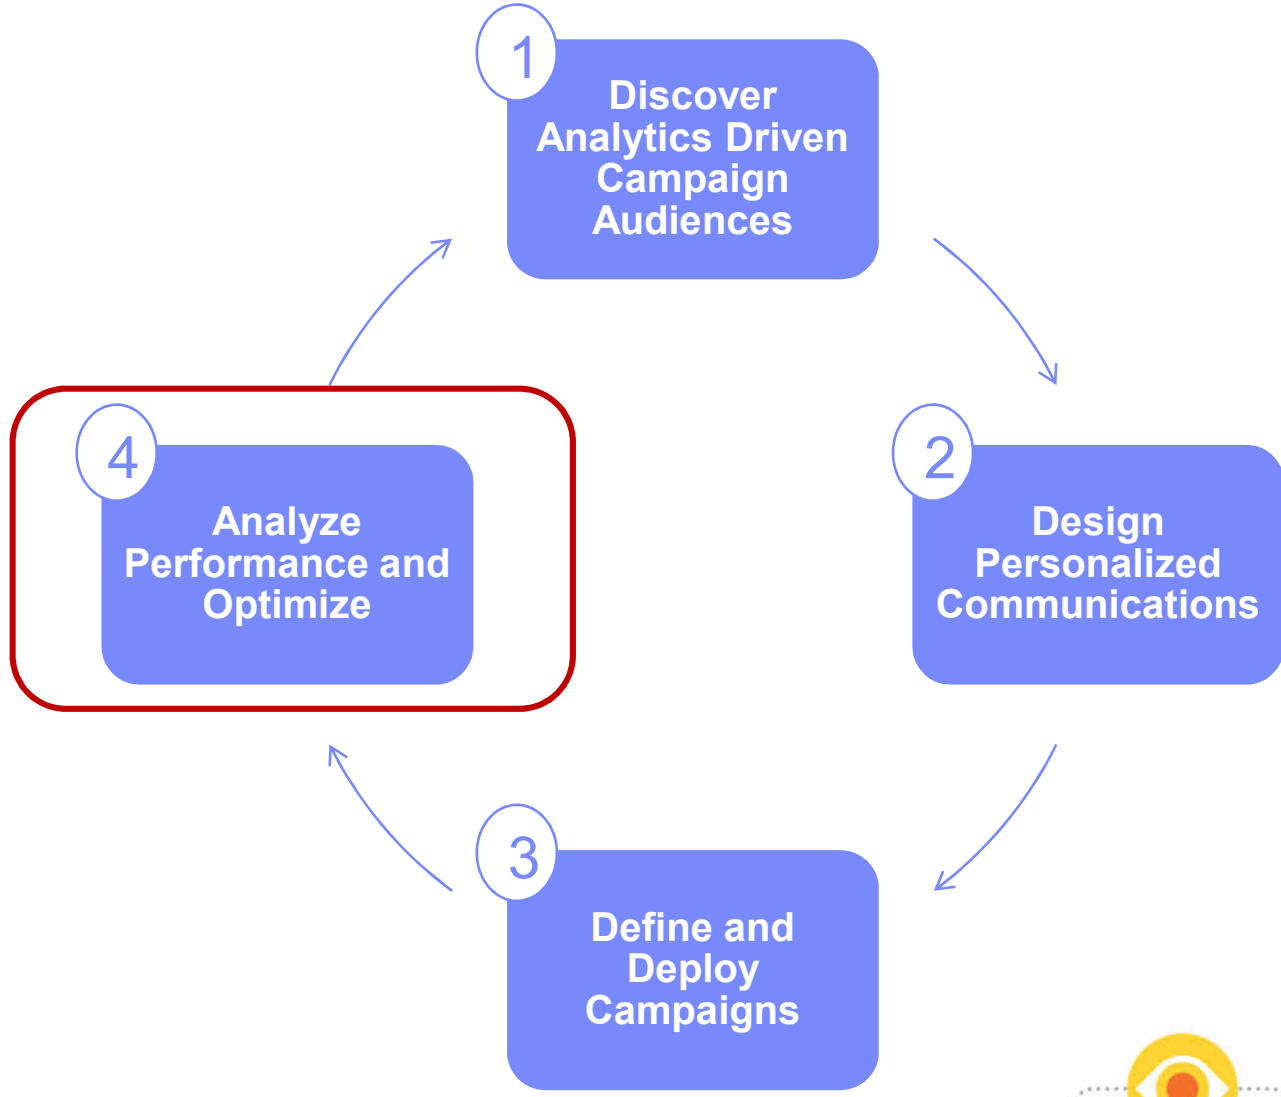 1
Discover
Analytics Driven
Campaign
Audiences
2
Design
Personalized
Communications
3
Define and
Deploy
Campaigns
4
Analyze
Performance and
Optimize